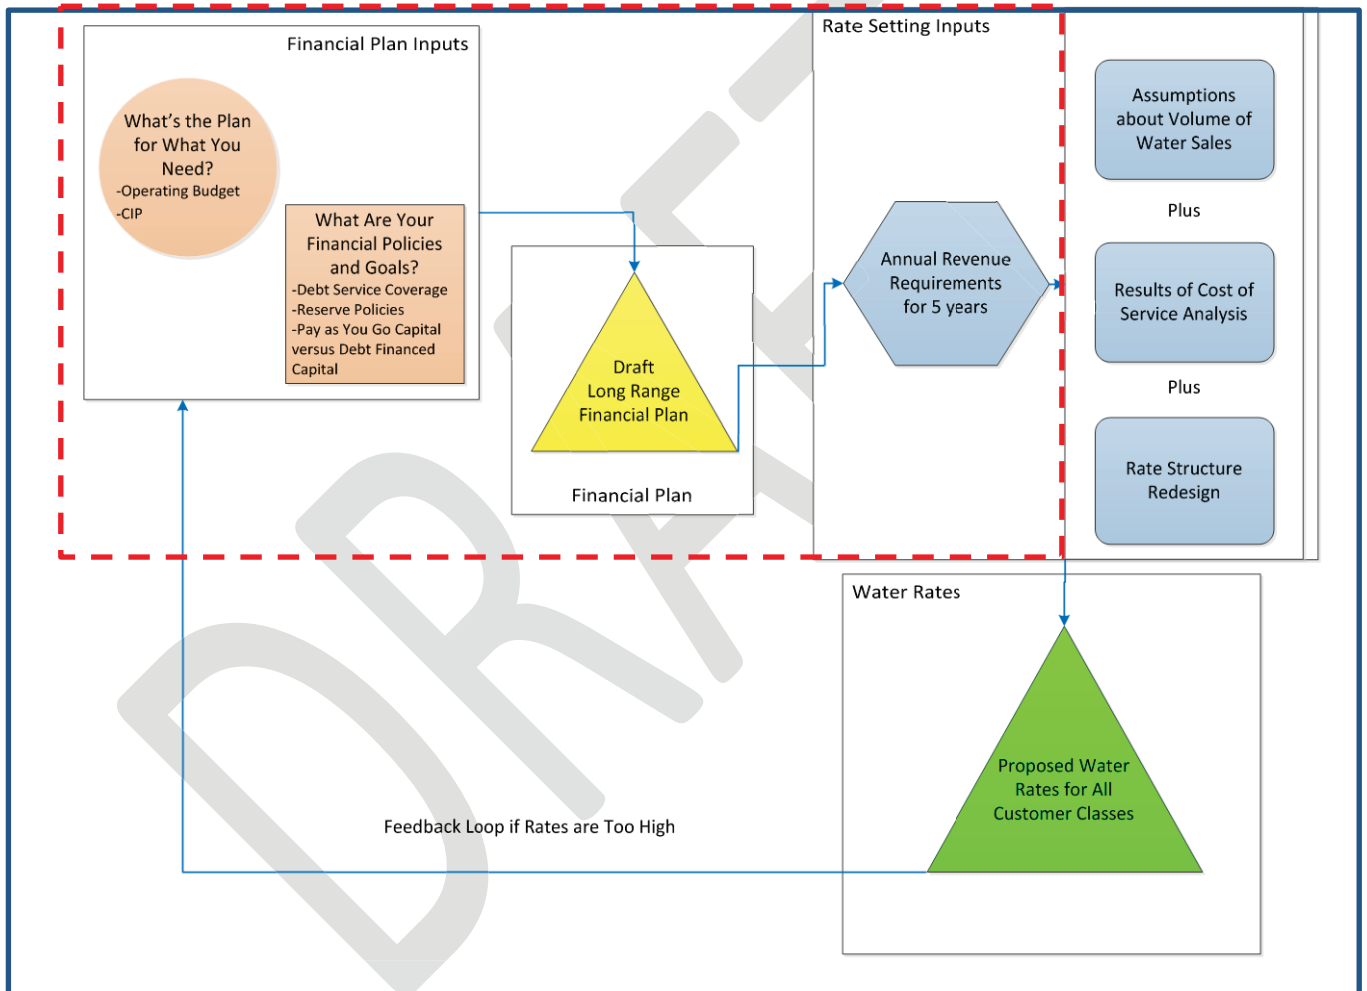 Financial Plan Inputs
What's the Plan
for What You
Need?
-Operating Budget
-CIP
What Are Your
Financial Policies
and Goals?
-Debt Service Coverage
-Reserve Policies
-Pay as You Go Capital
versus Debt Financed
Capital
Draft
Long Range
Financial Plan
Financial Plan
Rate Setting Inputs
Annual Revenue
Requirements
for 5 years
Assumptions
about Volume of
Water Sales
Plus
Results of Cost of
Service Analysis
Plus
Rate Structure
Redesign
Water Rates
Proposed Water
Rates for All
Customer Classes
Feedback Loop if Rates are Too High
DRAFT